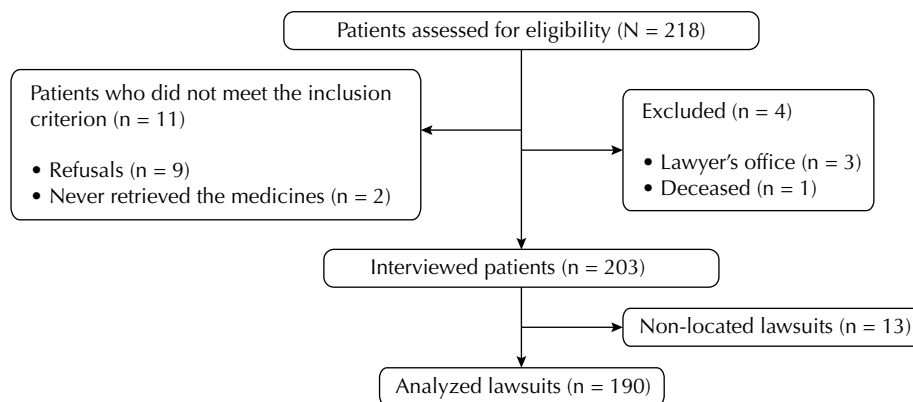 Patients assessed for eligibility (N = 218)
Patients who did not meet the inclusion
criterion (n = 11)
• Refusals (n = 9)
• Never retrieved the medicines (n = 2)
Excluded (n = 4)
• Lawyer’s office (n = 3)
• Deceased (n = 1)
Interviewed patients (n = 203)
Non-located lawsuits (n = 13)
Analyzed lawsuits (n = 190)